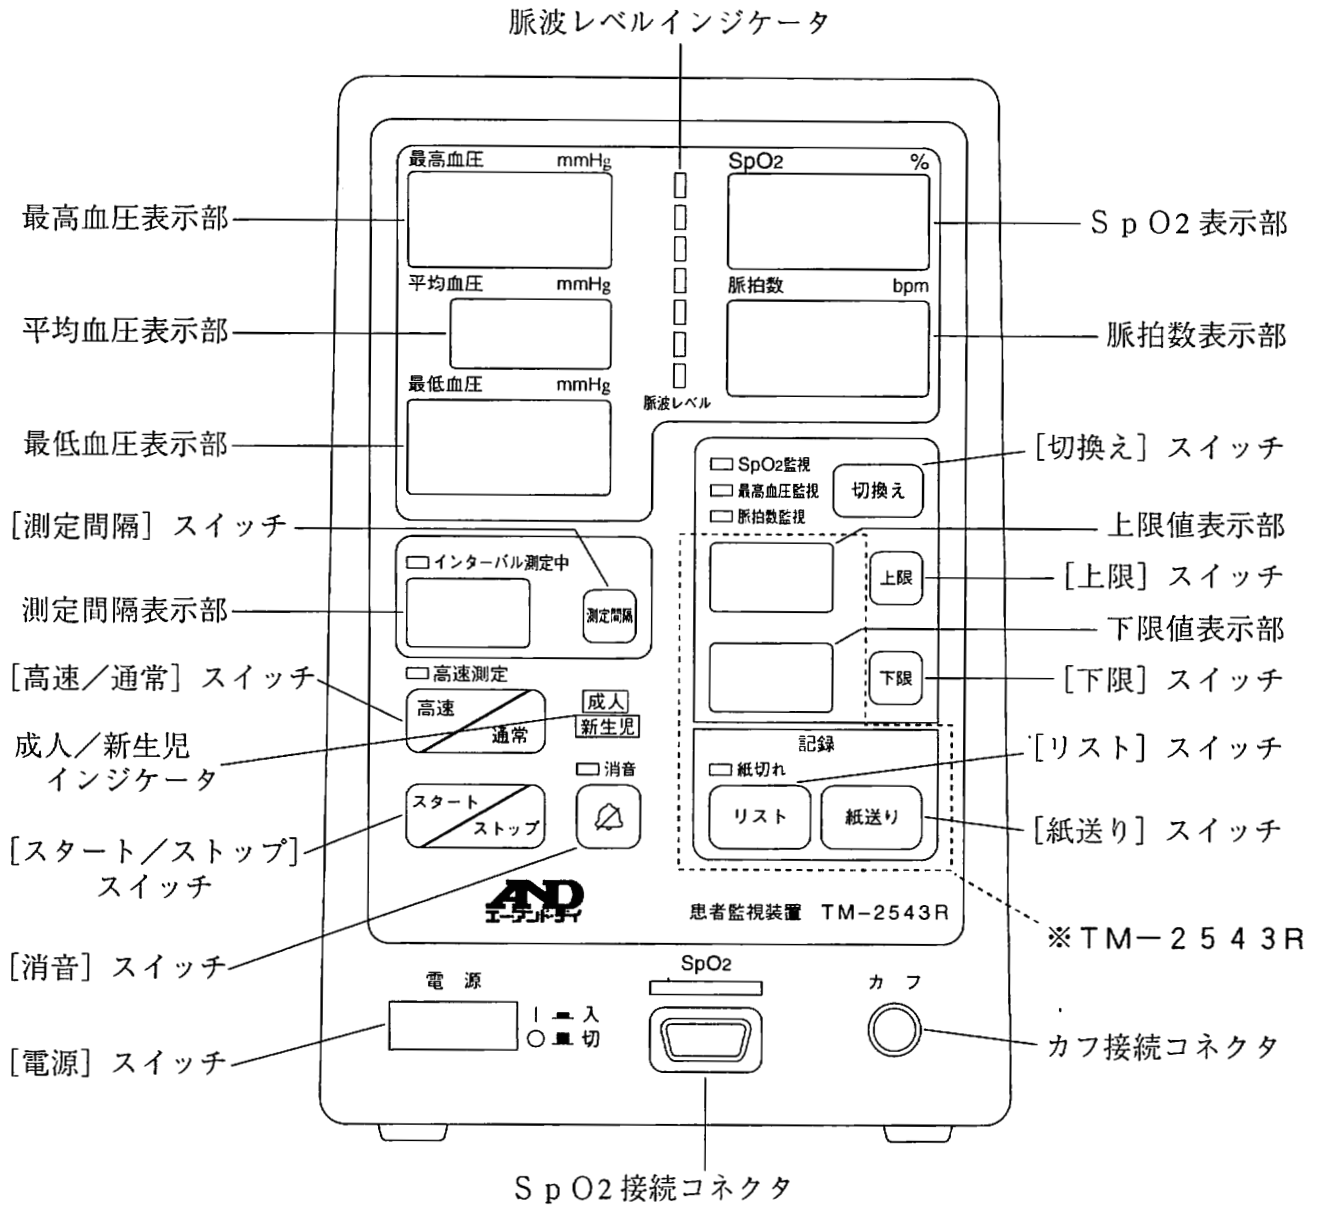 脈波レベルインジケータ
最高血圧 mmHg
SpO2 %
最高血圧表示部
SpO2表示部
平均血圧 mmHg
脈拍数 bpm
平均血圧表示部
脈拍数表示部
最低血圧 mmHg
脈波レベル
最低血圧表示部
[切換え] スイッチ
SpO2監視
最高血圧監視
脈拍数監視
切換え
[測定間隔] スイッチ
上限値表示部
インターバル測定中
上限
[上限] スイッチ
測定間隔表示部
測定間隔
下限値表示部
[高速/通常] スイッチ
高速測定
下限
[下限] スイッチ
高速
通常
成人
新生児
成人/新生児
インジケータ
記録
[リスト] スイッチ
消音
紙切れ
スタート
ストップ
リスト
紙送り
[紙送り] スイッチ
[スタート/ストップ]
スイッチ
AND
エー・アンド・デイ
患者監視装置 TM-2543R
※TM-2543R
[消音] スイッチ
電源
SpO2
カフ
入
切
[電源] スイッチ
カフ接続コネクタ
SpO2接続コネクタ